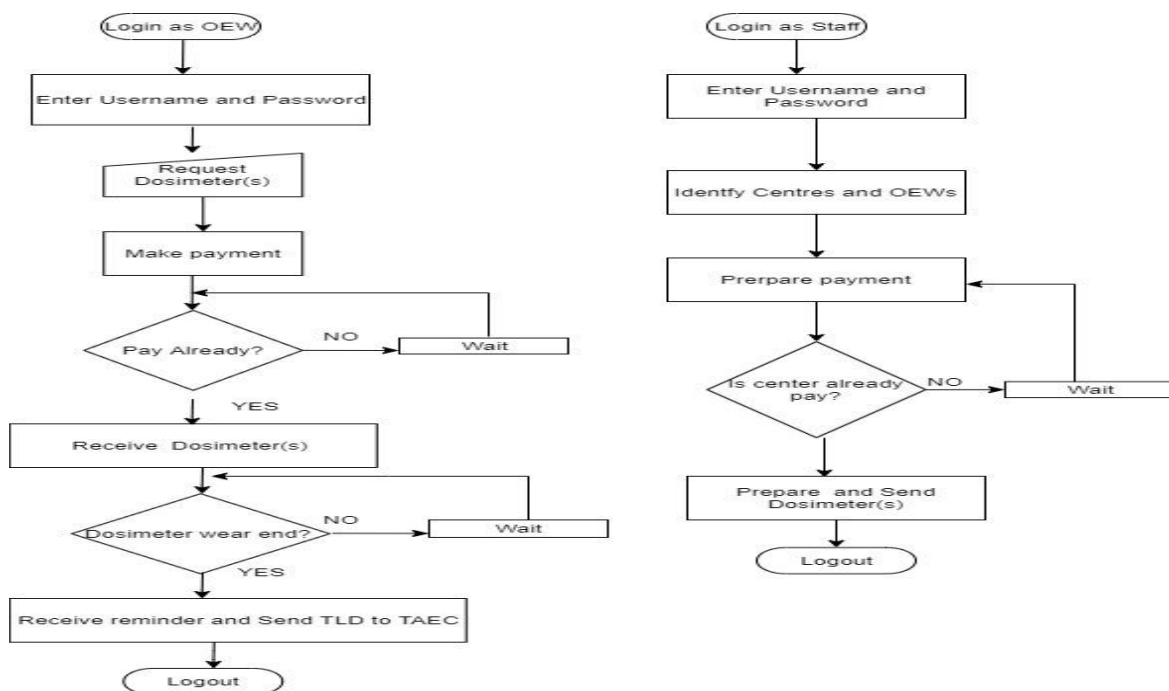 Login as OEW
Enter Username and Password
Request
Dosimeter(s)
Make payment
Pay Already?
NO
Wait
YES
Receive Dosimeter(s)
Dosimeter wear end?
NO
Wait
YES
Receive reminder and Send TLD to TAEC
Logout
Login as Staff
Enter Username and
Password
Identfy Centres and OEWs
Prerpare payment
Is center already
pay?
NO
Wait
Prepare and Send
Dosimeter(s)
Logout